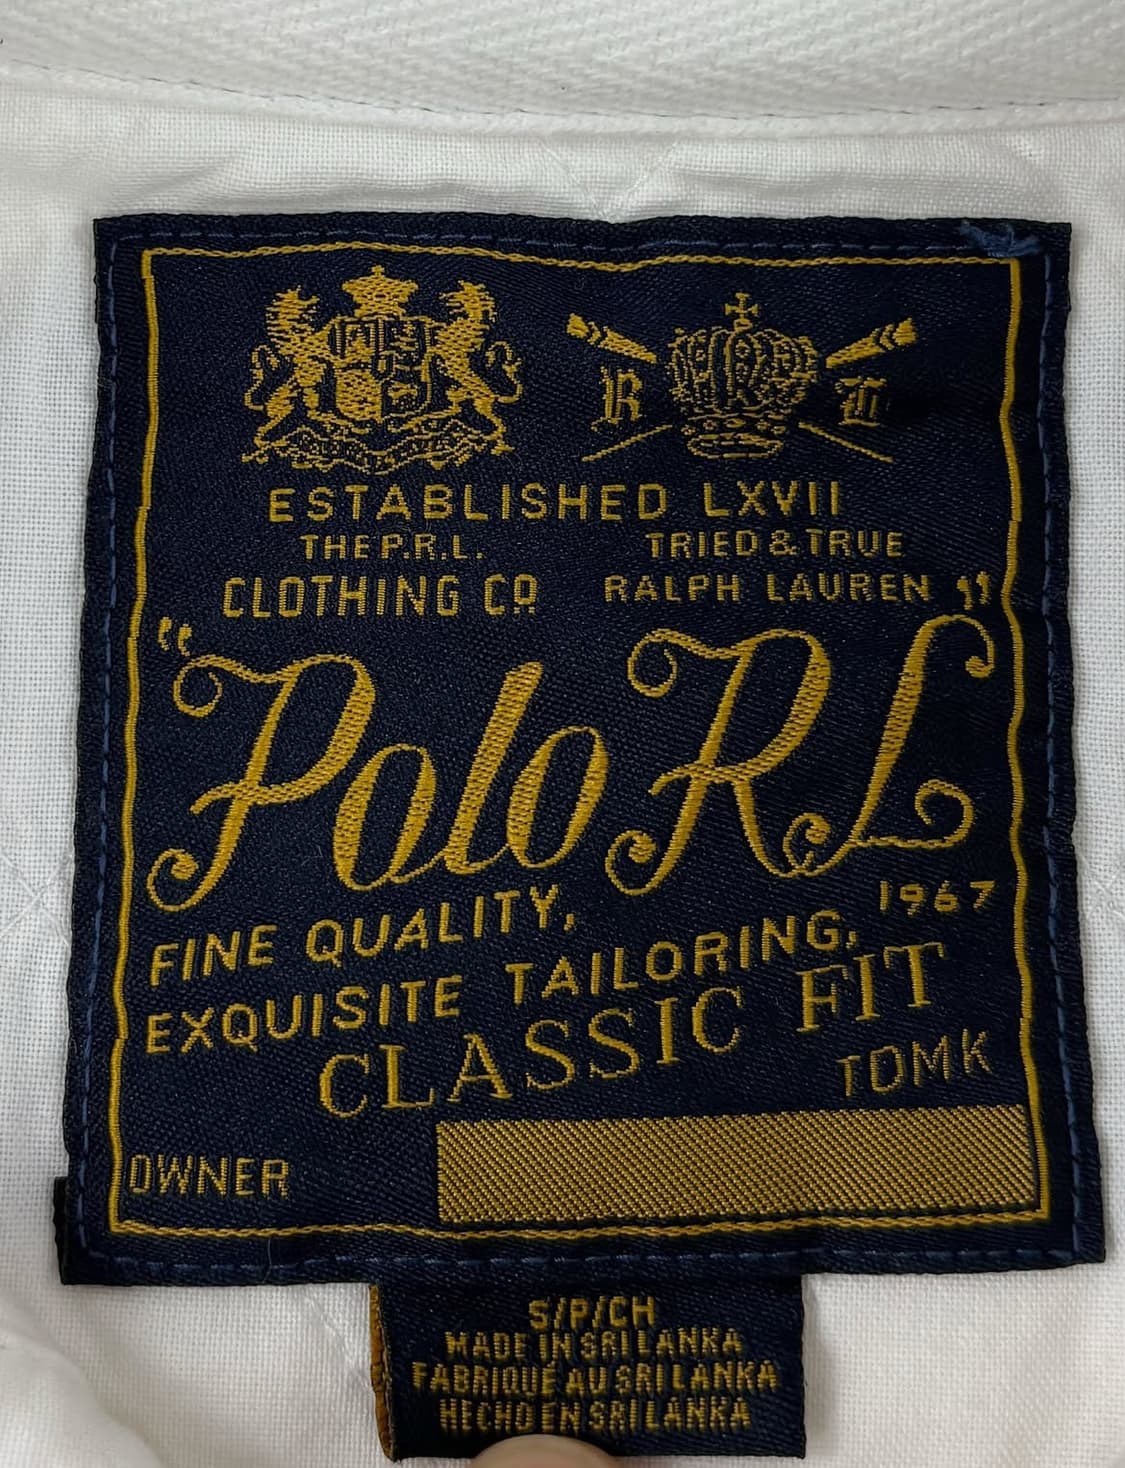 R L
ESTABLISHED LXVII
THE P.R.L. TRIED & TRUE
CLOTHING CO RALPH LAUREN
"Polo RL"
1967
FINE QUALITY,
EXQUISITE TAILORING,
CLASSIC FIT
TDMK
OWNER
S/P/CH
MADE IN SRI LANKA
FABRIQUÉ AU SRI LANKA
HECHO EN SRI LANKA